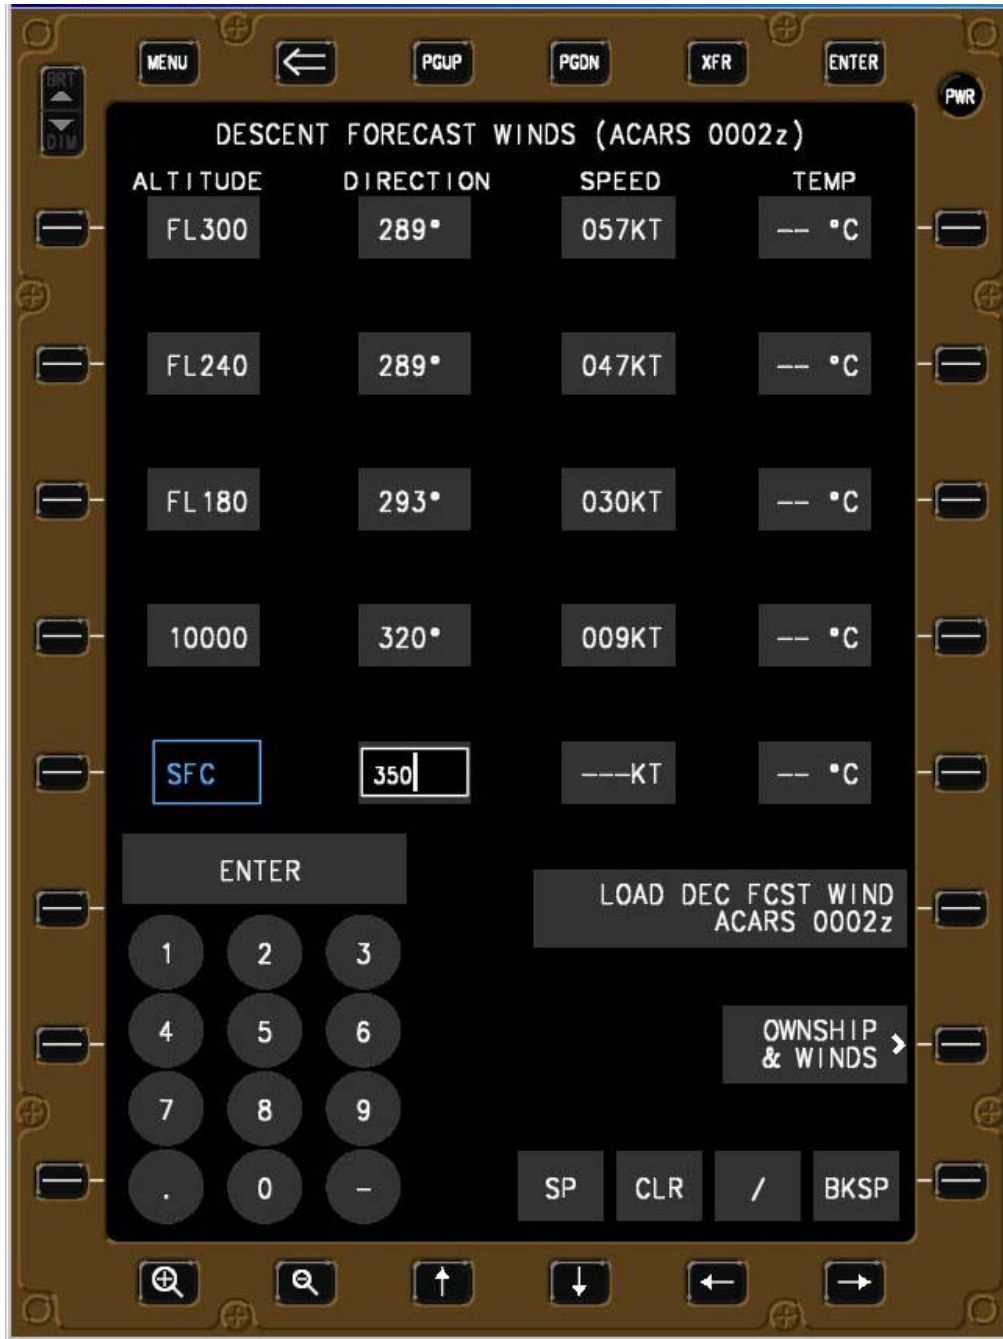 MENU PGUP PGDN XFR ENTER
BRT
PWR
DIM
DESCENT FORECAST WINDS (ACARS 0002z)
ALTITUDE DIRECTION SPEED TEMP
FL300 289° 057KT -- °C
FL240 289° 047KT -- °C
FL180 293° 030KT -- °C
10000 320° 009KT -- °C
SFC 350 ---KT -- °C
ENTER
LOAD DEC FCST WIND
ACARS 0002z
1 2 3
4 5 6
OWNSHIP >
& WINDS
7 8 9
. 0 -
SP CLR / BKSP